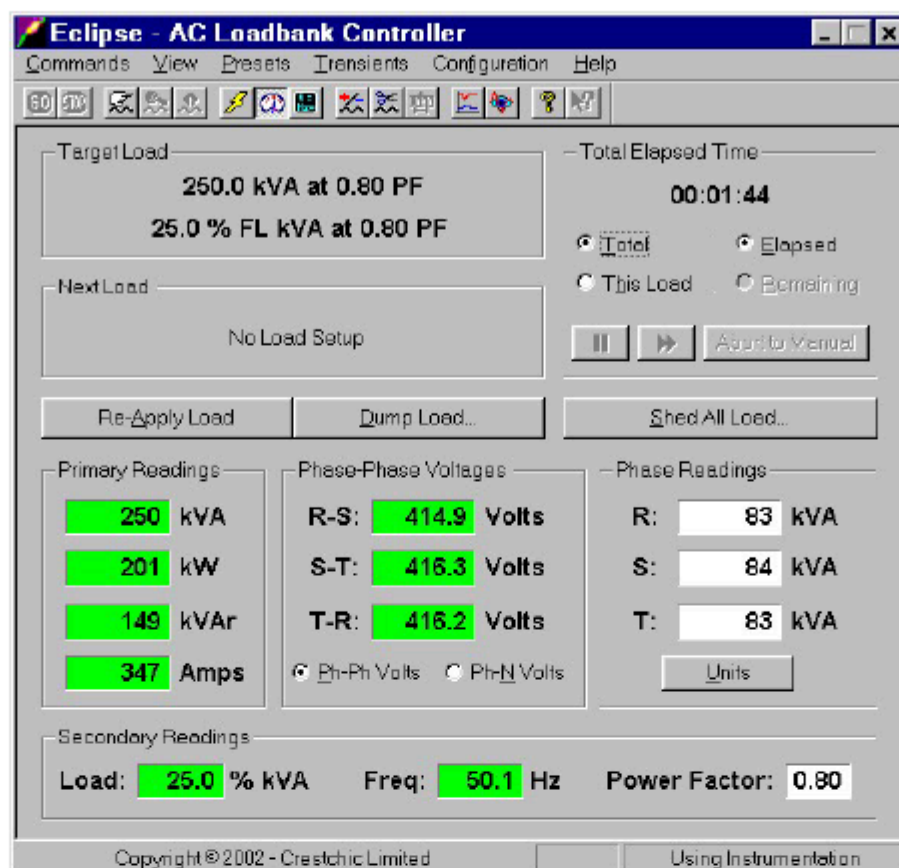 Eclipse - AC Loadbank Controller
Commands View Presets Transients Configuration Help
GO
Target Load
250.0 kVA at 0.80 PF
25.0 % FL kVA at 0.80 PF
Total Elapsed Time
00:01:44
Total Elapsed
This Load Remaining
Next Load
No Load Setup
Abort to Manual
Re-Apply Load Dump Load... Shed All Load...
Primary Readings
250 kVA
201 kW
149 kVAr
347 Amps
Phase-Phase Voltages
R-S: 414.9 Volts
S-T: 416.3 Volts
T-R: 416.2 Volts
Ph-Ph Volts Ph-N Volts
Phase Readings
R: 83 kVA
S: 84 kVA
T: 83 kVA
Units
Secondary Readings
Load: 25.0 % kVA Freq: 50.1 Hz Power Factor: 0.80
Copyright © 2002 - Crestchic Limited Using Instrumentation